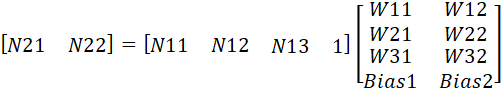 [N21 N22] = [N11 N12 N13 1] [W11 W12
W21 W22
W31 W32
Bias1 Bias2]